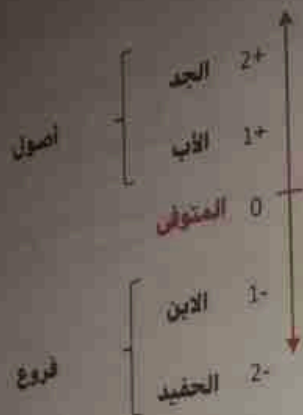 الجد 2+
أصول
الأب 1+
المتوفى 0
الابن 1-
فروع
الحفيد 2-